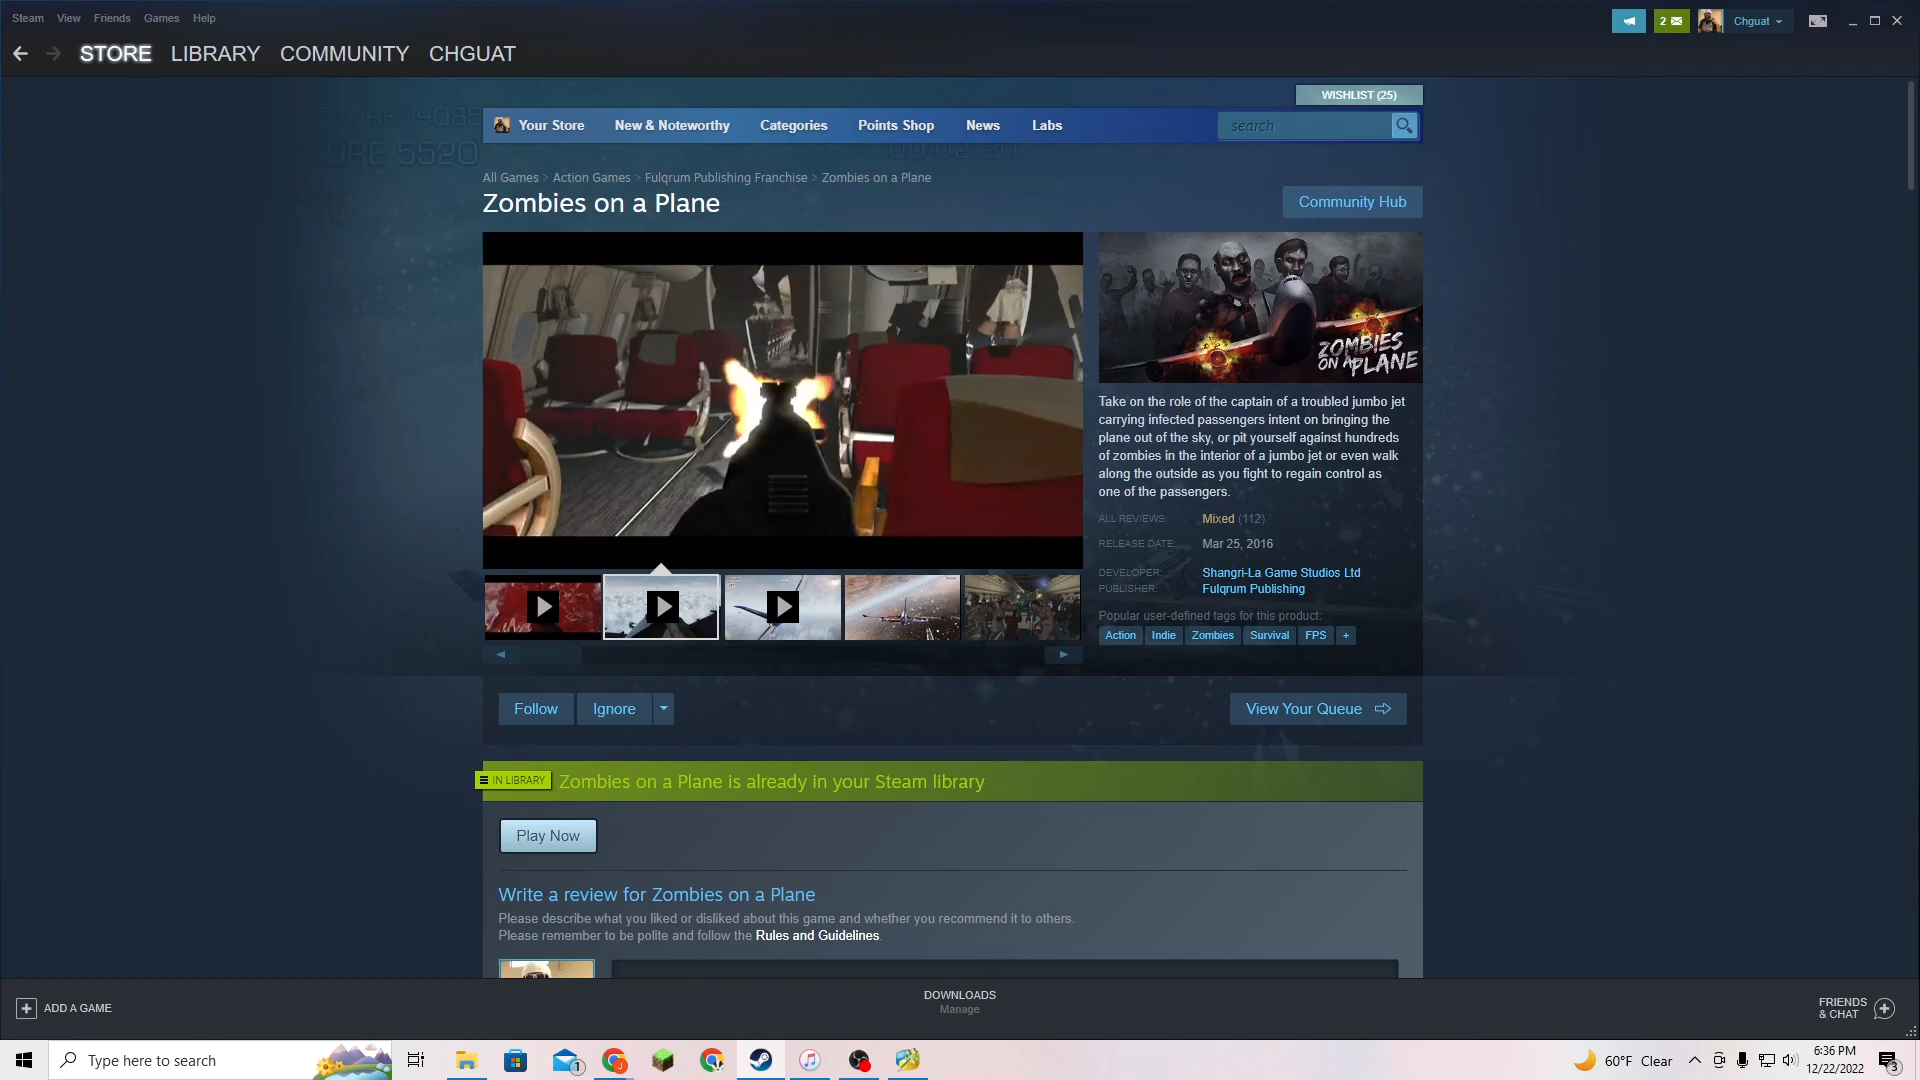 Steam View Friends Games Help
2
Chguat
STORE LIBRARY COMMUNITY CHGUAT
WISHLIST (25)
Your Store New & Noteworthy Categories Points Shop News Labs
search
All Games > Action Games > Fulqrum Publishing Franchise > Zombies on a Plane
Zombies on a Plane
Community Hub
ZOMBIES
ON A PLANE
Take on the role of the captain of a troubled jumbo jet
carrying infected passengers intent on bringing the
plane out of the sky, or pit yourself against hundreds
of zombies in the interior of a jumbo jet or even walk
along the outside as you fight to regain control as
one of the passengers.
ALL REVIEWS: Mixed (112)
RELEASE DATE: Mar 25, 2016
DEVELOPER: Shangri-La Game Studios Ltd
PUBLISHER: Fulqrum Publishing
Popular user-defined tags for this product:
Action Indie Zombies Survival FPS +
Follow Ignore
View Your Queue
IN LIBRARY
Zombies on a Plane is already in your Steam library
Play Now
Write a review for Zombies on a Plane
Please describe what you liked or disliked about this game and whether you recommend it to others.
Please remember to be polite and follow the Rules and Guidelines.
ADD A GAME
DOWNLOADS
Manage
FRIENDS
& CHAT
Type here to search
1
J
60°F Clear
6:36 PM
12/22/2022
3